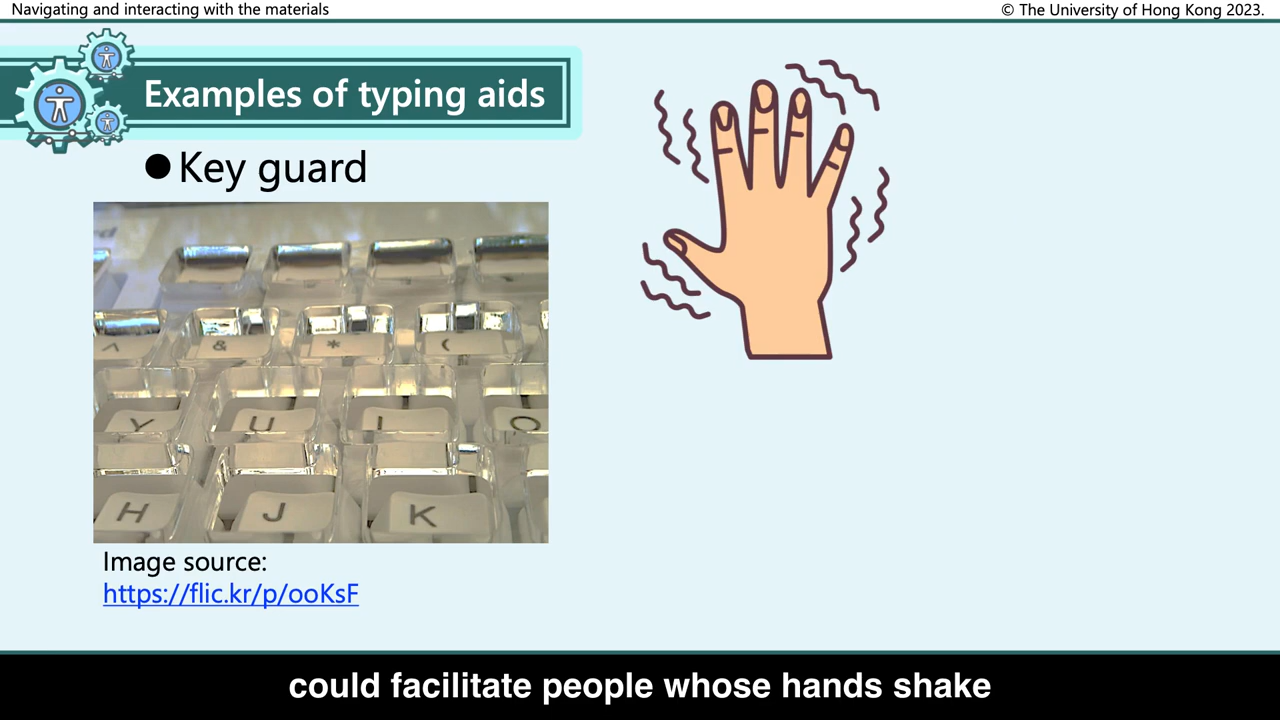 Navigating and interacting with the materials
© The University of Hong Kong 2023.
Examples of typing aids
● Key guard
^ & * (
Y U I O
H J K
Image source:
https://flic.kr/p/ooKsF
could facilitate people whose hands shake